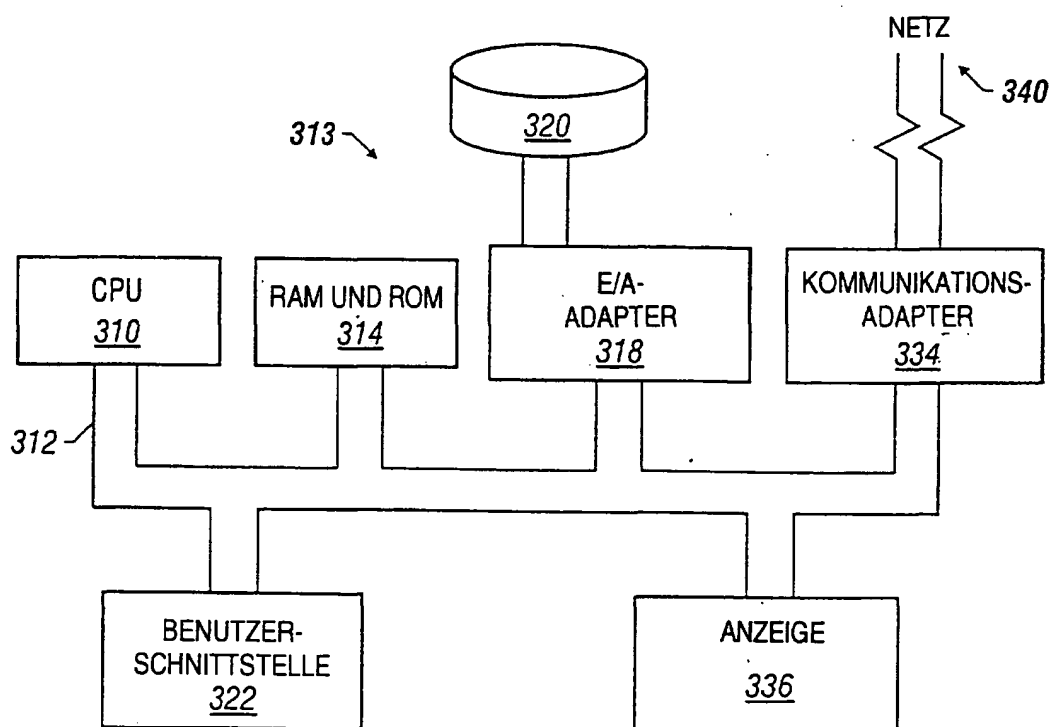 NETZ
340
320
313
CPU
310
RAM UND ROM
314
E/A-
ADAPTER
318
KOMMUNIKATIONS-
ADAPTER
334
312
BENUTZER-
SCHNITTSTELLE
322
ANZEIGE
336